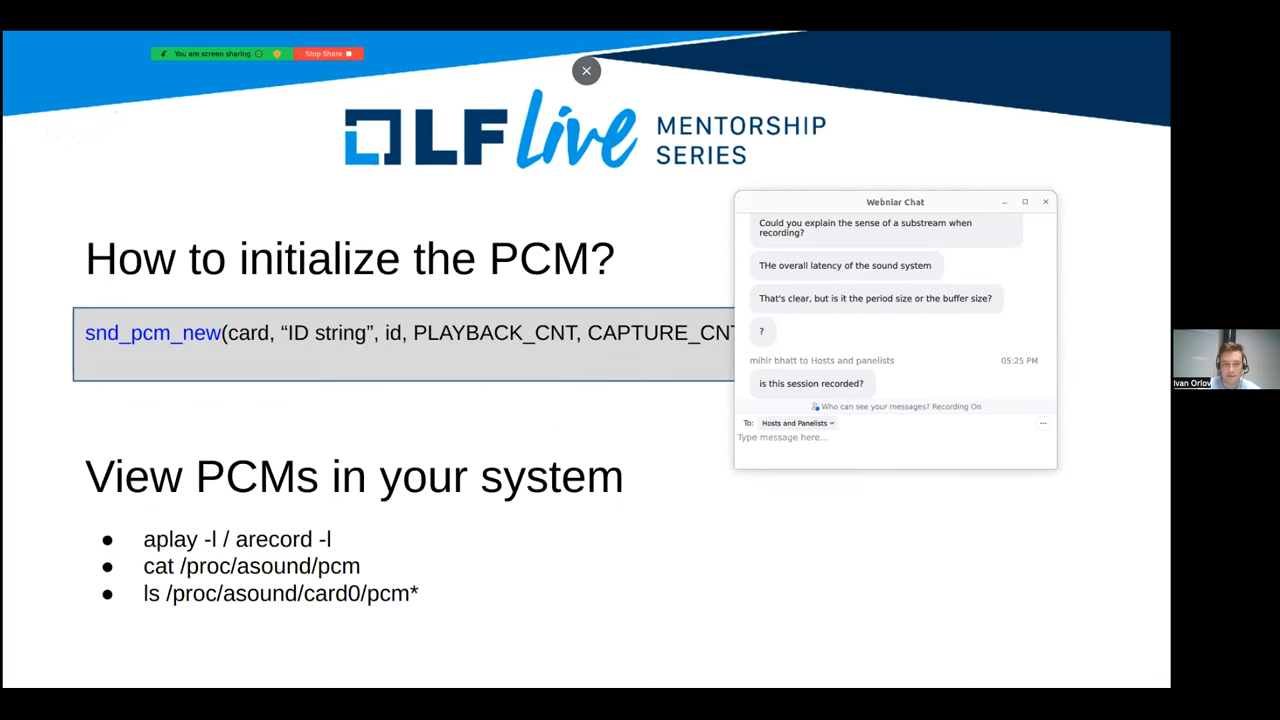 You are screen sharing
Stop Share
LF live MENTORSHIP
SERIES
How to initialize the PCM?
snd_pcm_new(card, “ID string”, id, PLAYBACK_CNT, CAPTURE_CNT
View PCMs in your system
● aplay -l / arecord -l
● cat /proc/asound/pcm
● ls /proc/asound/card0/pcm*
Webniar Chat
Could you explain the sense of a substream when
recording?
THe overall latency of the sound system
That's clear, but is it the period size or the buffer size?
?
mihir bhatt to Hosts and panelists 05:25 PM
is this session recorded?
Who can see your messages? Recording On
To: Hosts and Panelists
Type message here...
Ivan Orlov